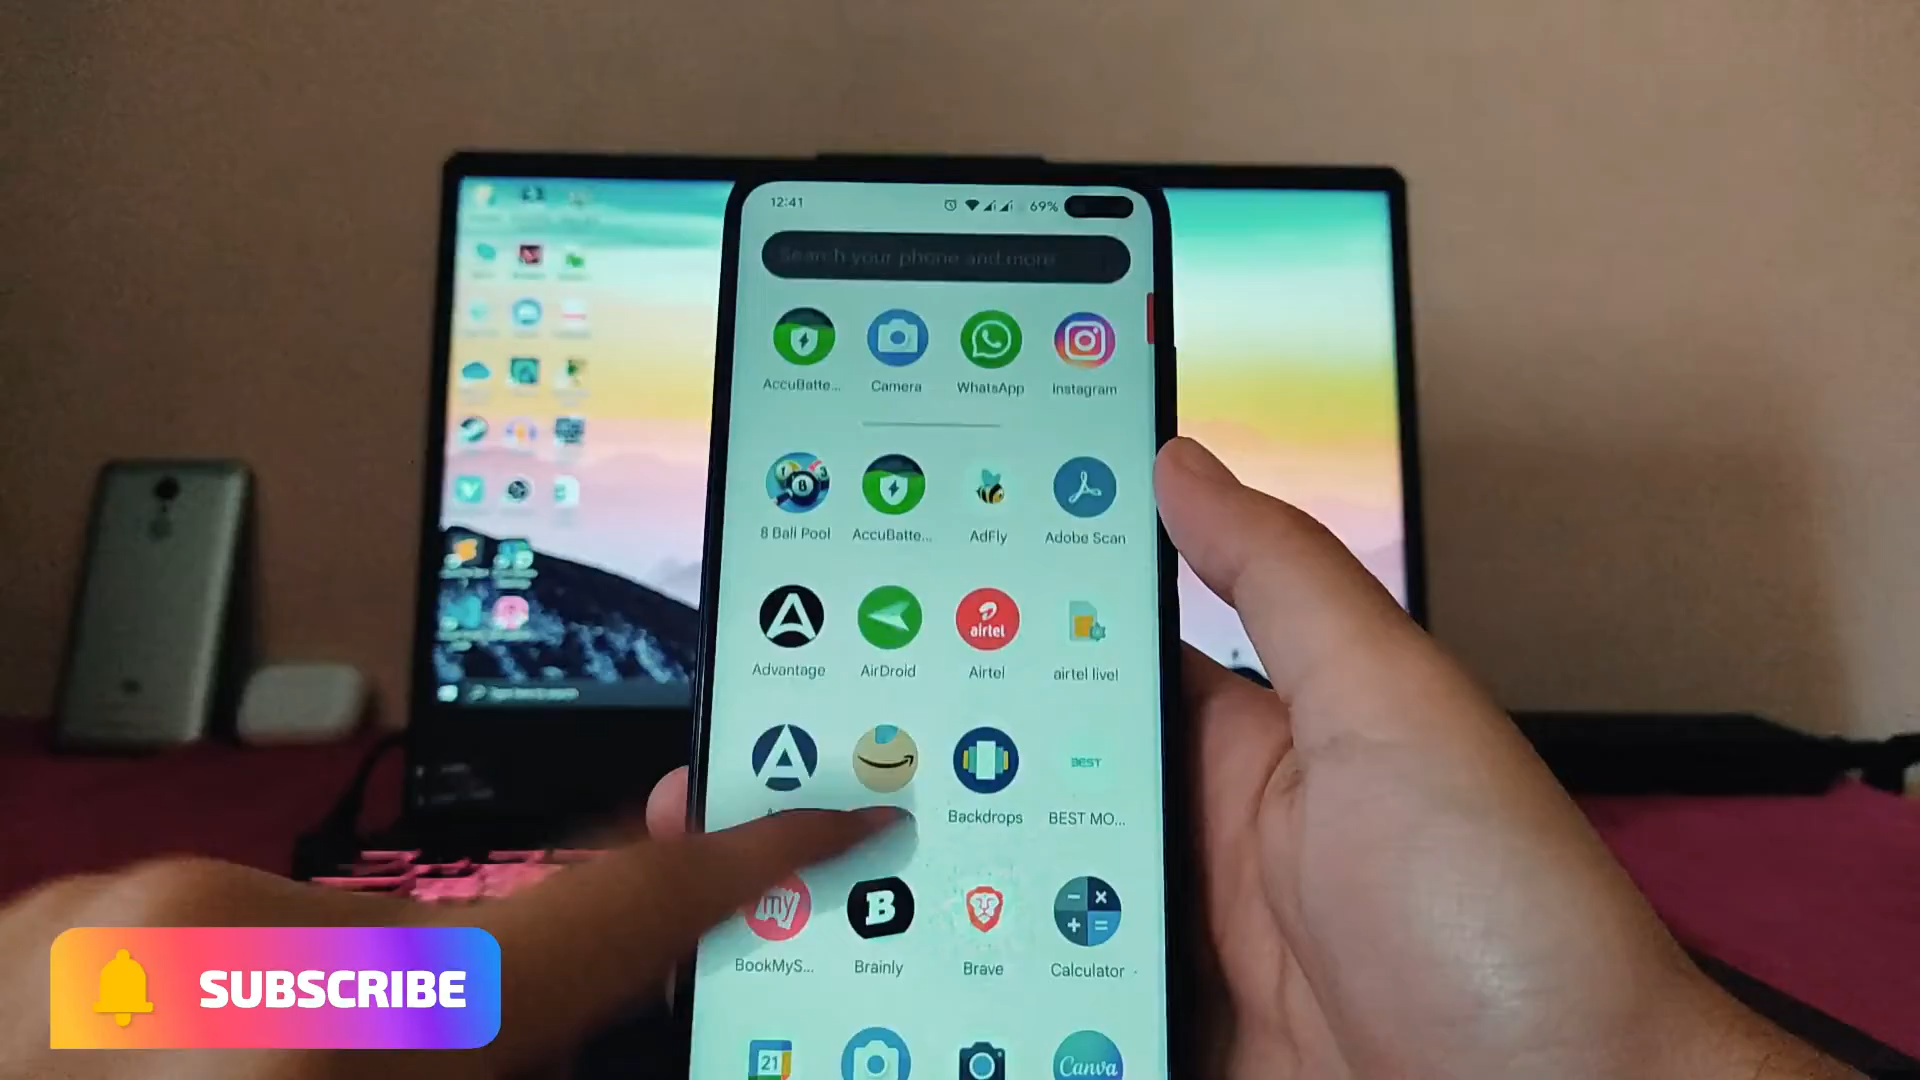 12:41
69%
Search your phone and more
AccuBatte...
Camera
WhatsApp
Instagram
8 Ball Pool
AccuBatte...
AdFly
Adobe Scan
airtel
Advantage
AirDroid
Airtel
airtel live!
BEST
Backdrops
BEST MO...
my
B
BookMyS...
Brainly
Brave
Calculator
21
Canva
SUBSCRIBE